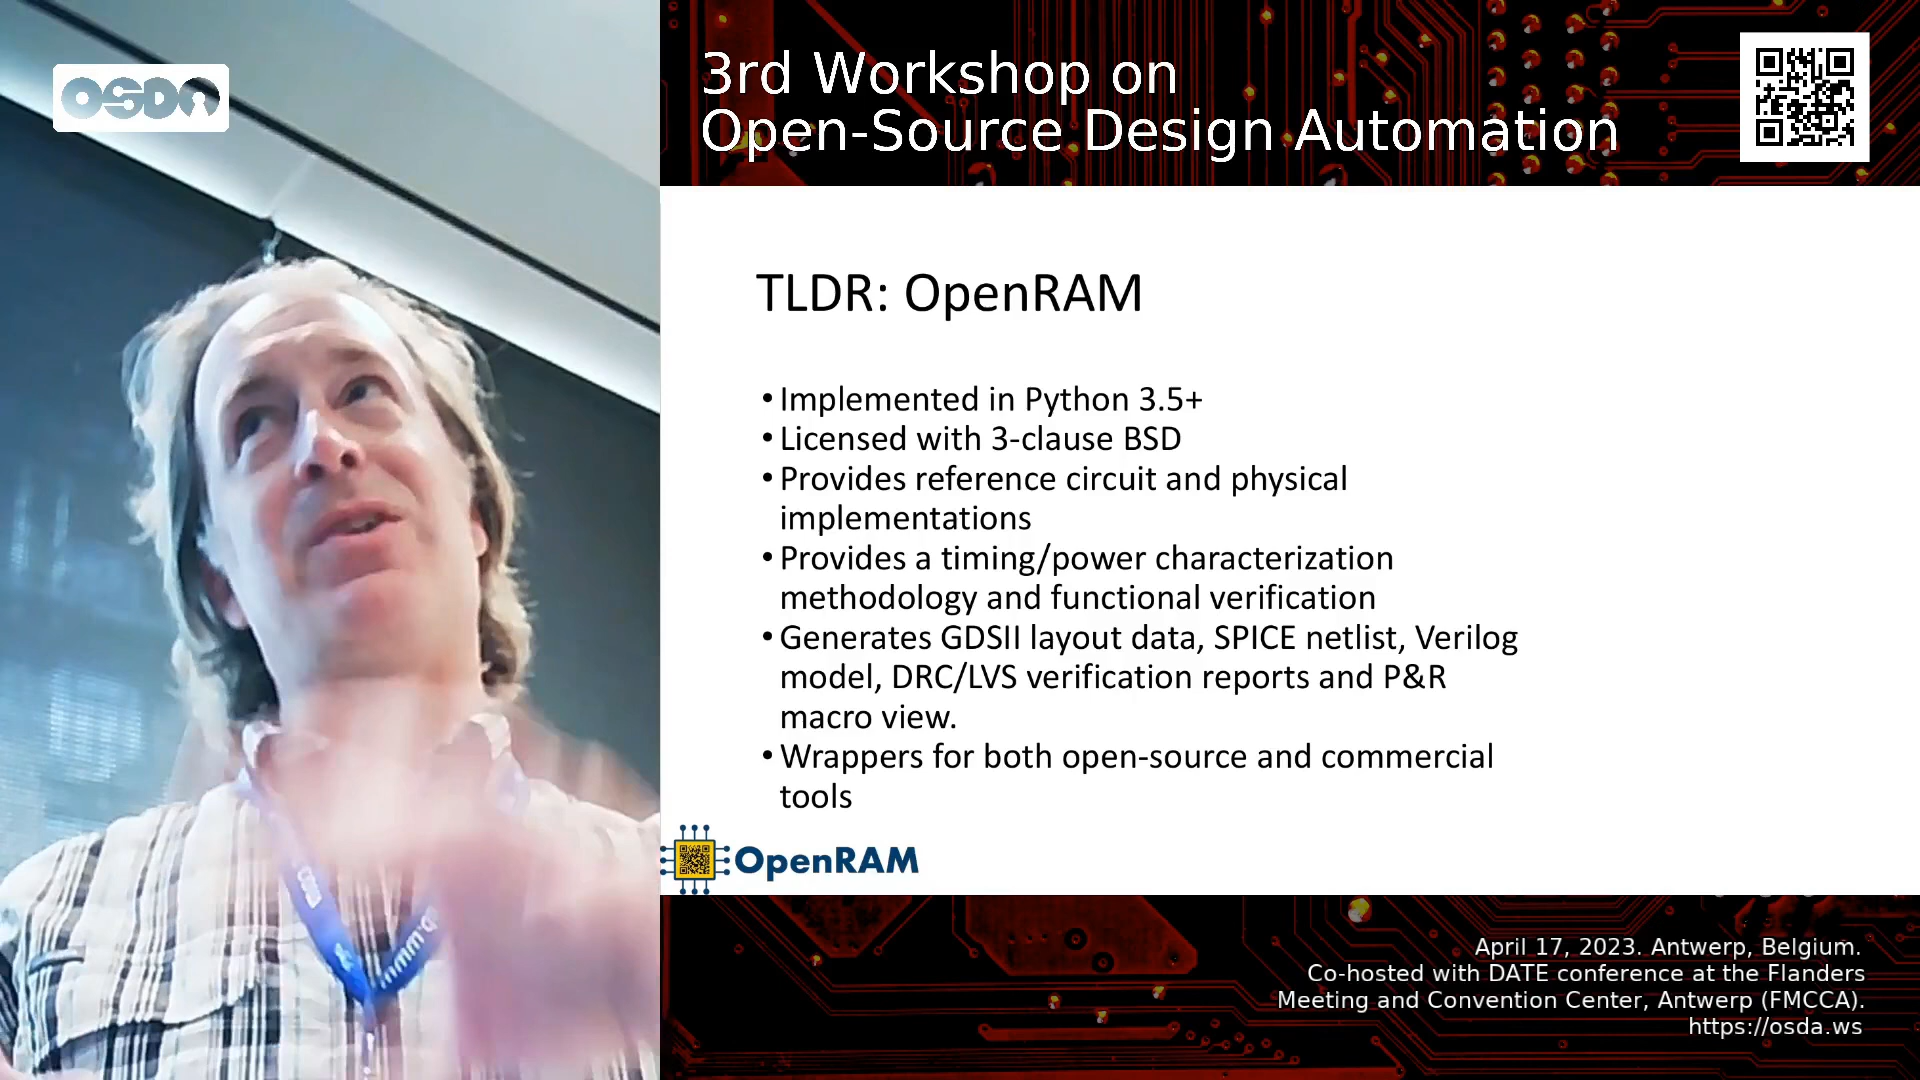 OSDA
3rd Workshop on
Open-Source Design Automation
TLDR: OpenRAM
• Implemented in Python 3.5+
• Licensed with 3-clause BSD
• Provides reference circuit and physical
implementations
• Provides a timing/power characterization
methodology and functional verification
• Generates GDSII layout data, SPICE netlist, Verilog
model, DRC/LVS verification reports and P&R
macro view.
• Wrappers for both open-source and commercial
tools
OpenRAM
April 17, 2023. Antwerp, Belgium.
Co-hosted with DATE conference at the Flanders
Meeting and Convention Center, Antwerp (FMCCA).
https://osda.ws